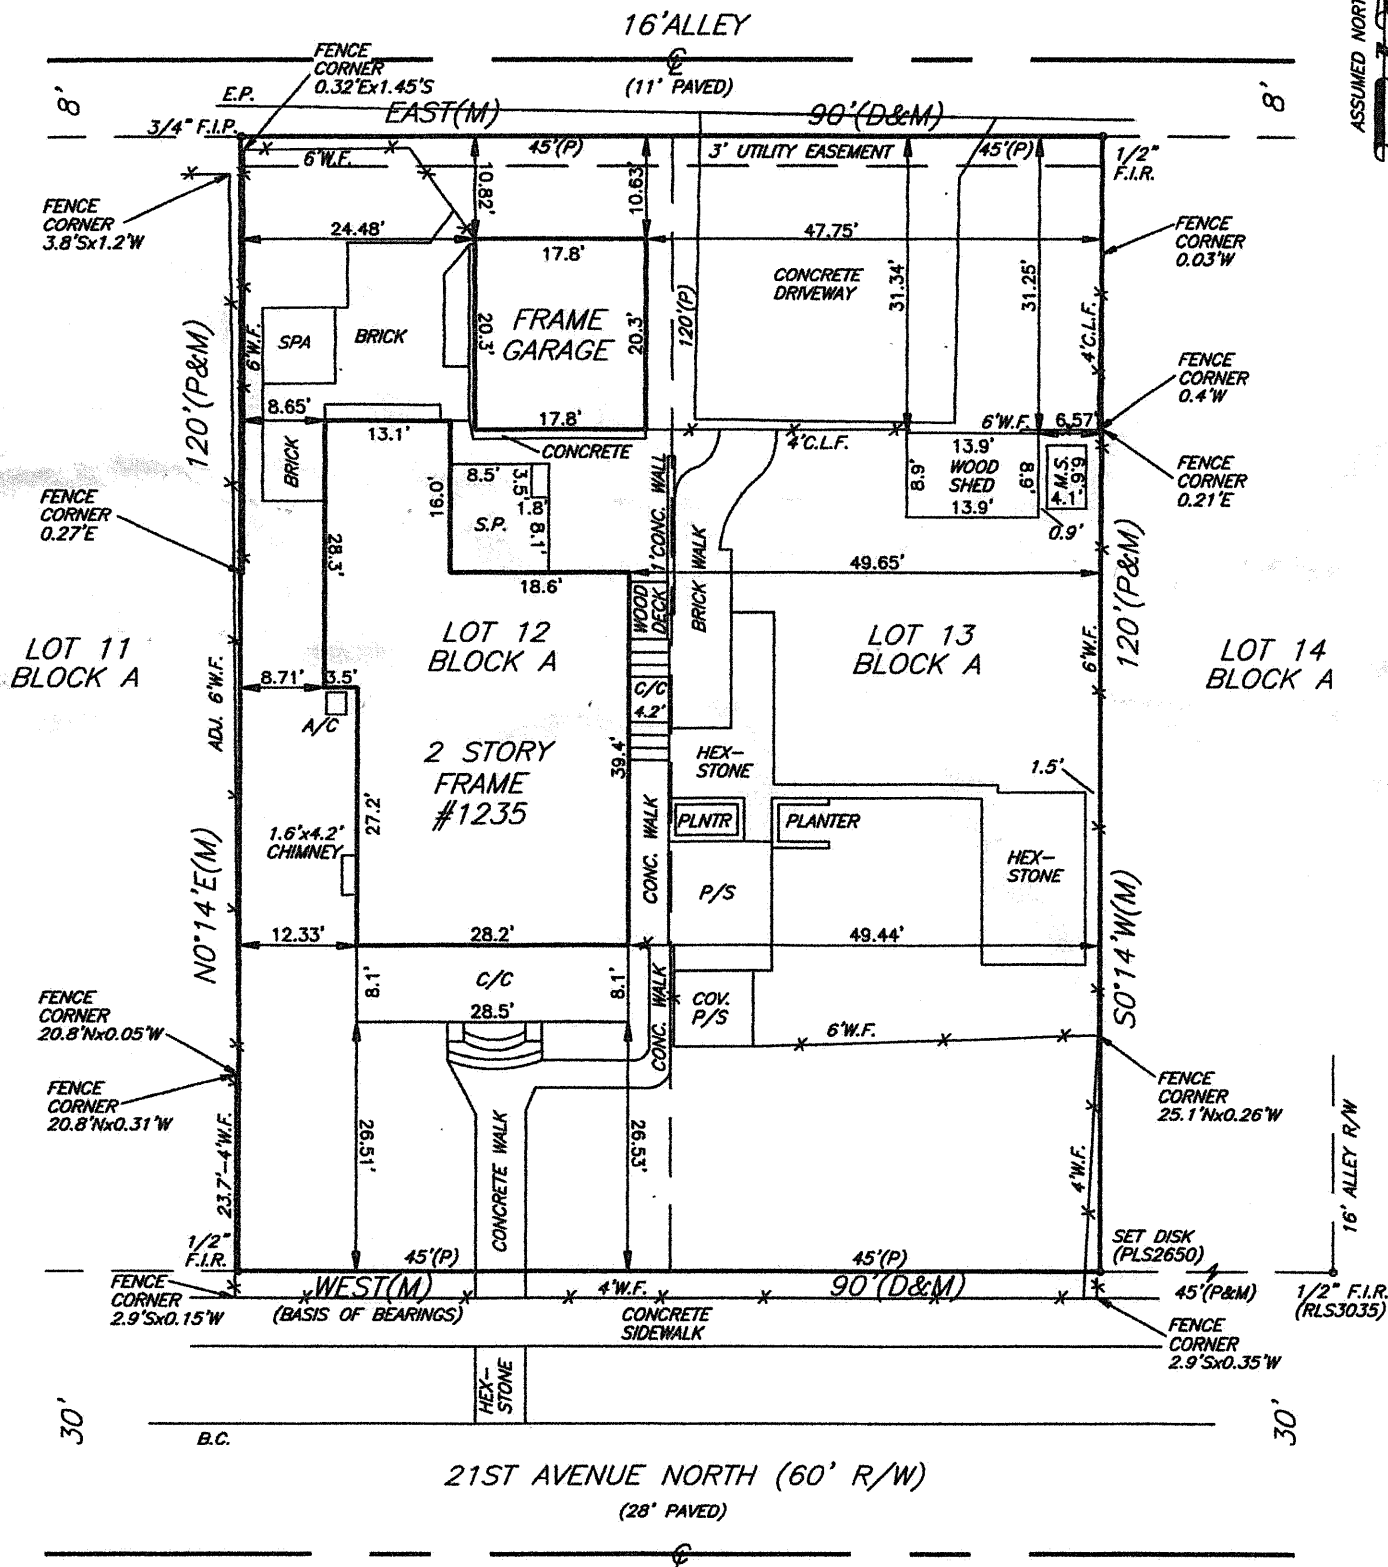 16'ALLEY
ASSUMED NORTH
FENCE
CORNER
0.32'Ex1.45'S
℄
(11' PAVED)
8'
8'
E.P.
EAST(M)
90'(D&M)
3/4" F.I.P.
45'(P)
3' UTILITY EASEMENT
45'(P)
1/2"
F.I.R.
6'W.F.
10.82'
10.63'
FENCE
CORNER
3.8'Sx1.2'W
FENCE
CORNER
0.03'W
24.48'
17.8'
47.75'
CONCRETE
DRIVEWAY
31.34'
31.25'
120'(P)
20.3'
FRAME
GARAGE
20.3'
SPA
BRICK
6'W.F.
120'(P&M)
4'C.L.F.
FENCE
CORNER
0.4'W
8.65'
13.1'
17.8'
CONCRETE
4'C.L.F.
6'W.F.
6.57'
BRICK
8.5'
3.5'
1.8'
8.1'
S.P.
16.0'
13.9'
WOOD
SHED
13.9'
8.9'
8.9'
M.S.
6.6'
4.1'
0.9'
FENCE
CORNER
0.21'E
FENCE
CORNER
0.27'E
28.3'
1'CONC. WALL
BRICK WALK
18.6'
49.65'
120'(P&M)
WOOD
DECK
LOT 11
BLOCK A
LOT 12
BLOCK A
LOT 13
BLOCK A
LOT 14
BLOCK A
6'W.F.
8.71'
3.5'
C/C
4.2'
ADJ. 6'W.F.
A/C
2 STORY
FRAME
#1235
39.4'
HEX-
STONE
1.5'
27.2'
1.6'x4.2'
CHIMNEY
PLNTR
PLANTER
CONC. WALK
P/S
HEX-
STONE
N0°14'E(M)
S0°14'W(M)
12.33'
28.2'
49.44'
8.1'
C/C
8.1'
28.5'
CONC. WALK
COV.
P/S
6'W.F.
FENCE
CORNER
20.8'Nx0.05'W
FENCE
CORNER
20.8'Nx0.31'W
FENCE
CORNER
25.1'Nx0.26'W
23.7'-4'W.F.
26.51'
CONCRETE WALK
26.53'
4'W.F.
16' ALLEY R/W
1/2"
F.I.R.
45'(P)
45'(P)
SET DISK
(PLS2650)
FENCE
CORNER
2.9'Sx0.15'W
WEST(M)
(BASIS OF BEARINGS)
4'W.F.
90'(D&M)
45'(P&M)
1/2" F.I.R.
(RLS3035)
CONCRETE
SIDEWALK
FENCE
CORNER
2.9'Sx0.35'W
HEX-
STONE
30'
30'
B.C.
21ST AVENUE NORTH (60' R/W)
(28' PAVED)
℄